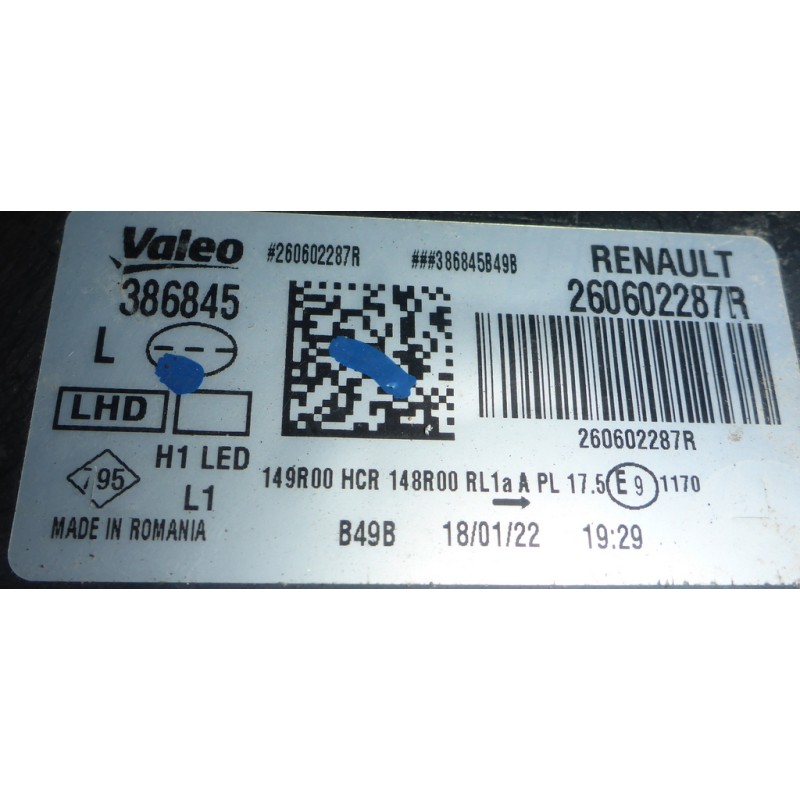 Valeo #260602287R ###386845B49B RENAULT
386845 260602287R
L
LHD
260602287R
H1 LED
795 149R00 HCR 148R00 RL1a A PL 17.5 E9 1170
L1
MADE IN ROMANIA B49B 18/01/22 19:29